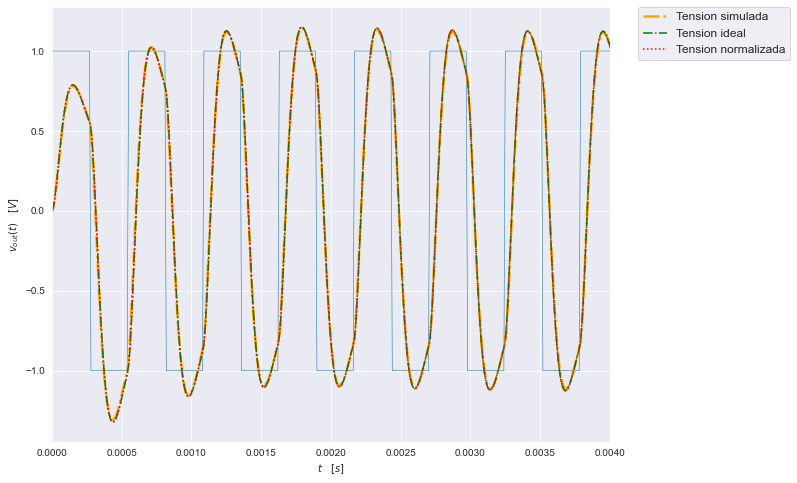 Tension simulada
Tension ideal
Tension normalizada
1.0
0.5
0.0
−0.5
−1.0
v_out(t) [V]
0.0000 0.0005 0.0010 0.0015 0.0020 0.0025 0.0030 0.0035 0.0040
t [s]